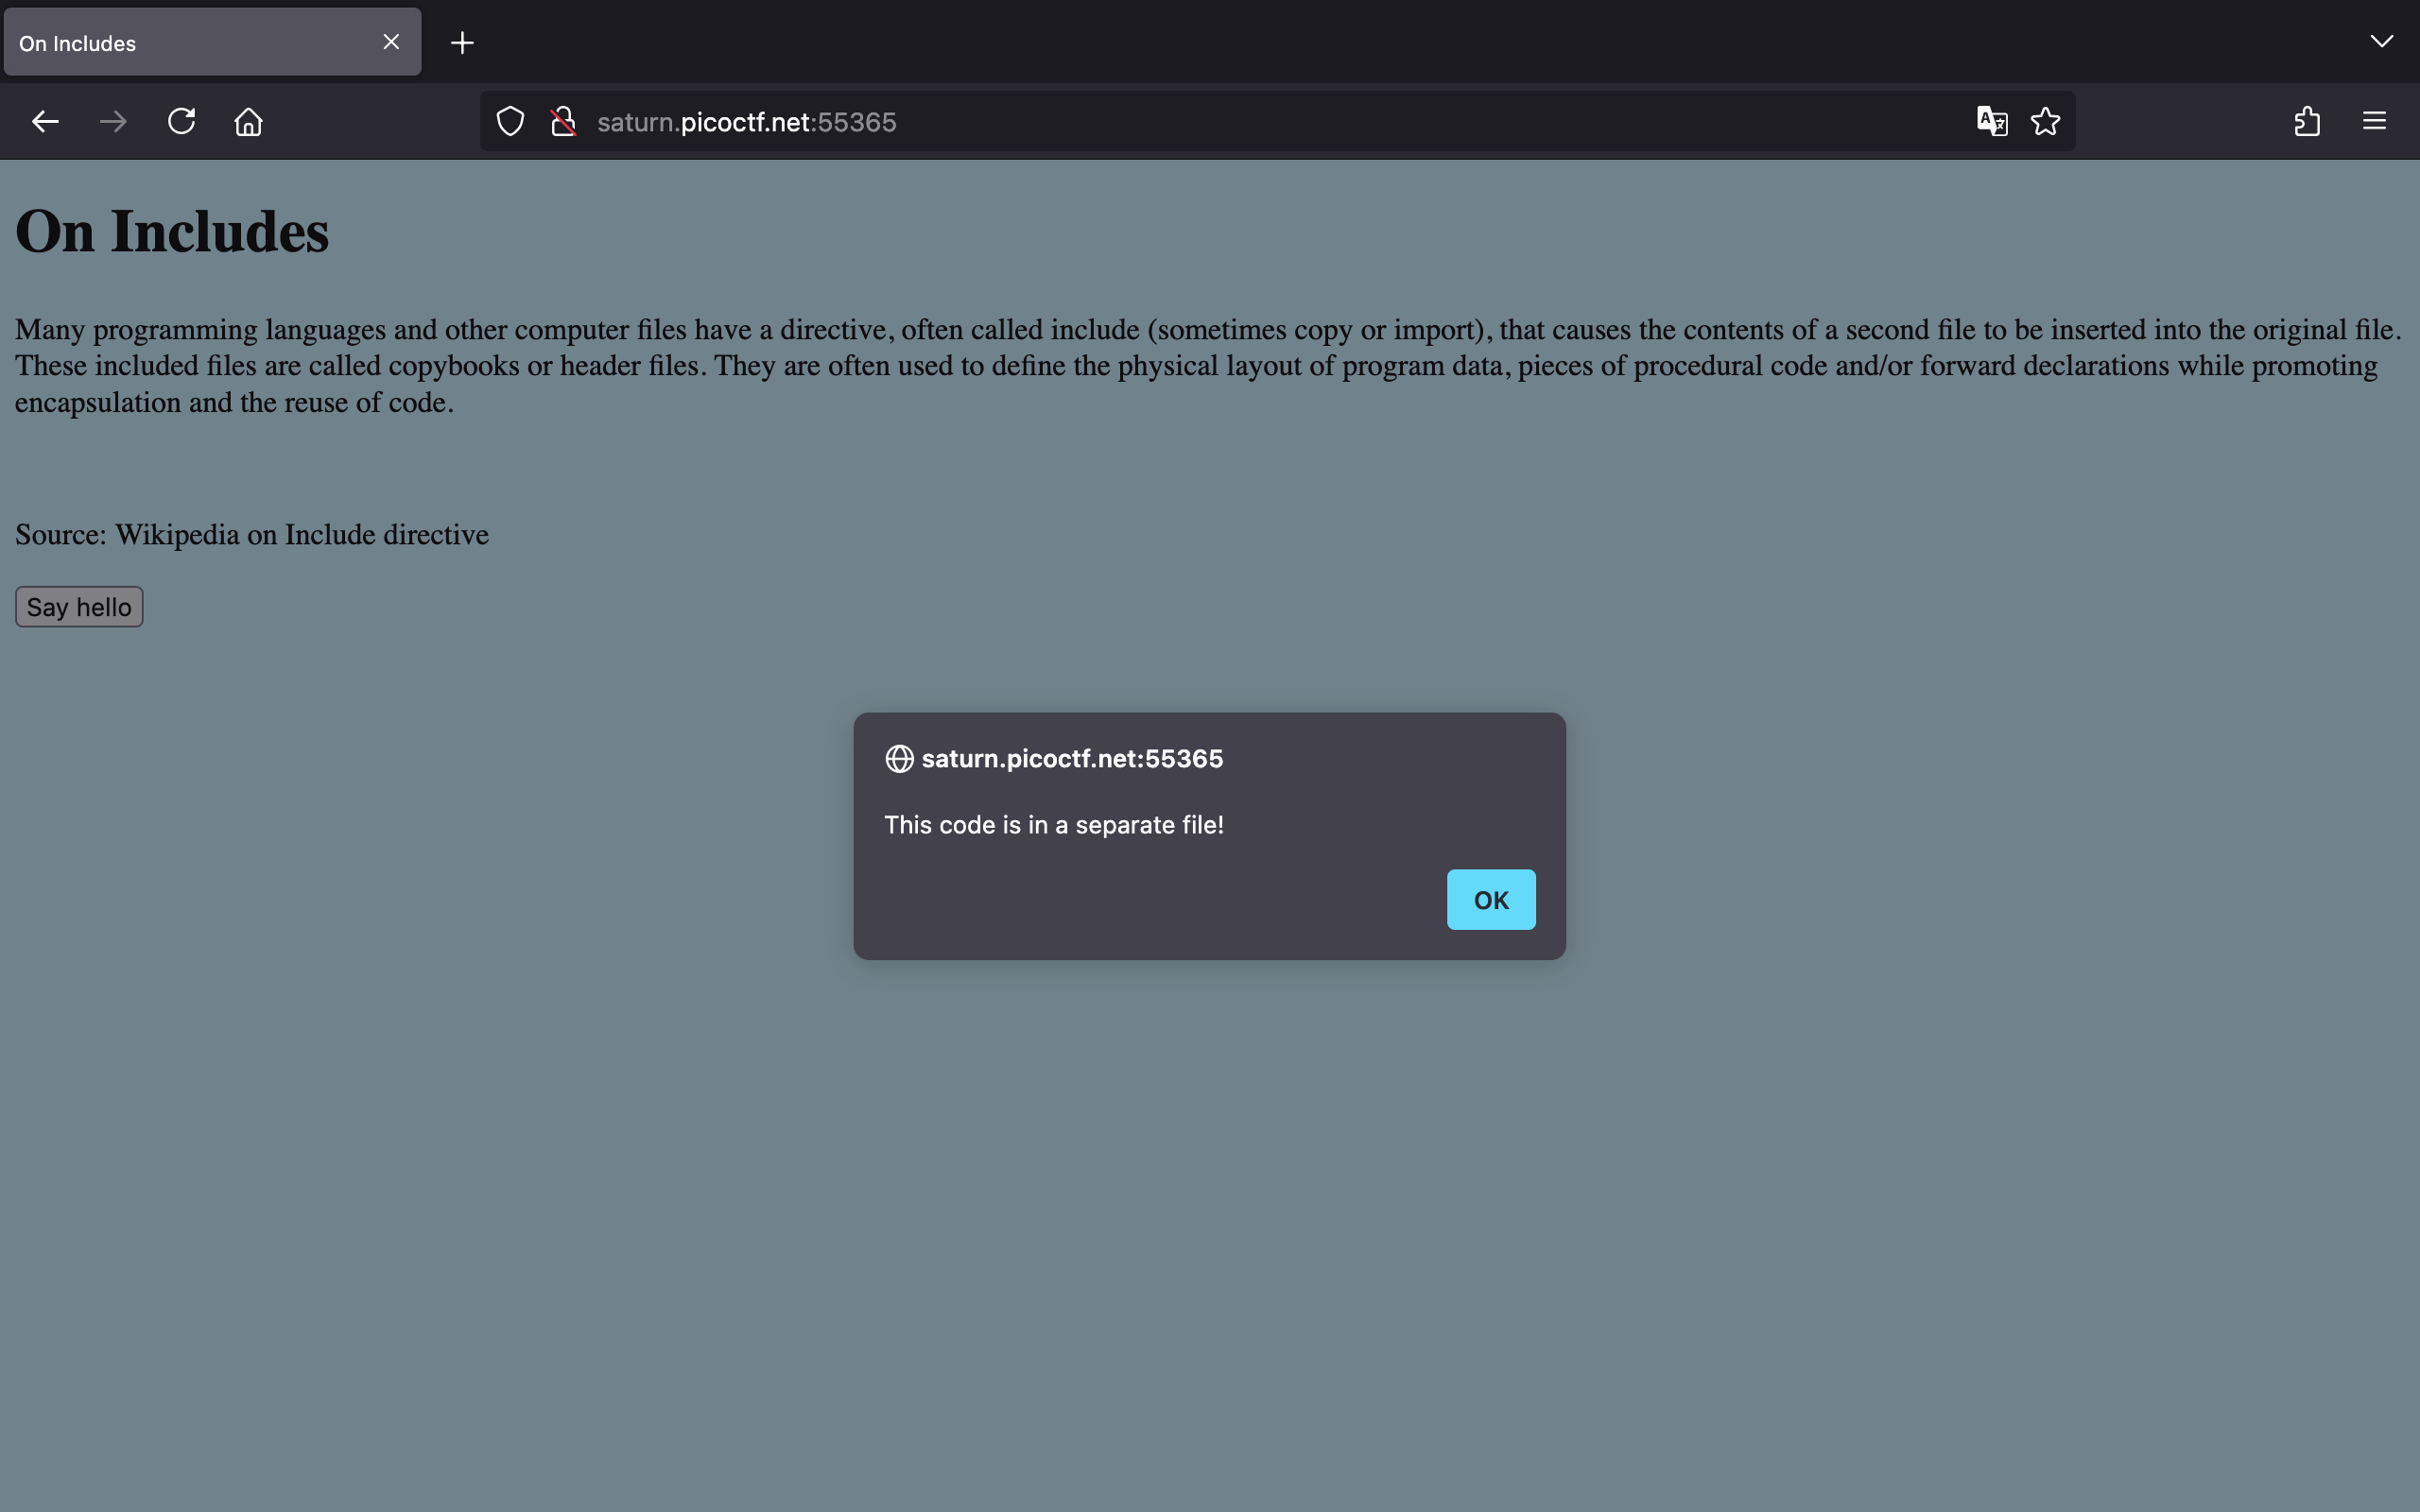 On Includes
saturn.picoctf.net:55365
On Includes
Many programming languages and other computer files have a directive, often called include (sometimes copy or import), that causes the contents of a second file to be inserted into the original file.
These included files are called copybooks or header files. They are often used to define the physical layout of program data, pieces of procedural code and/or forward declarations while promoting
encapsulation and the reuse of code.
Source: Wikipedia on Include directive
Say hello
saturn.picoctf.net:55365
This code is in a separate file!
OK